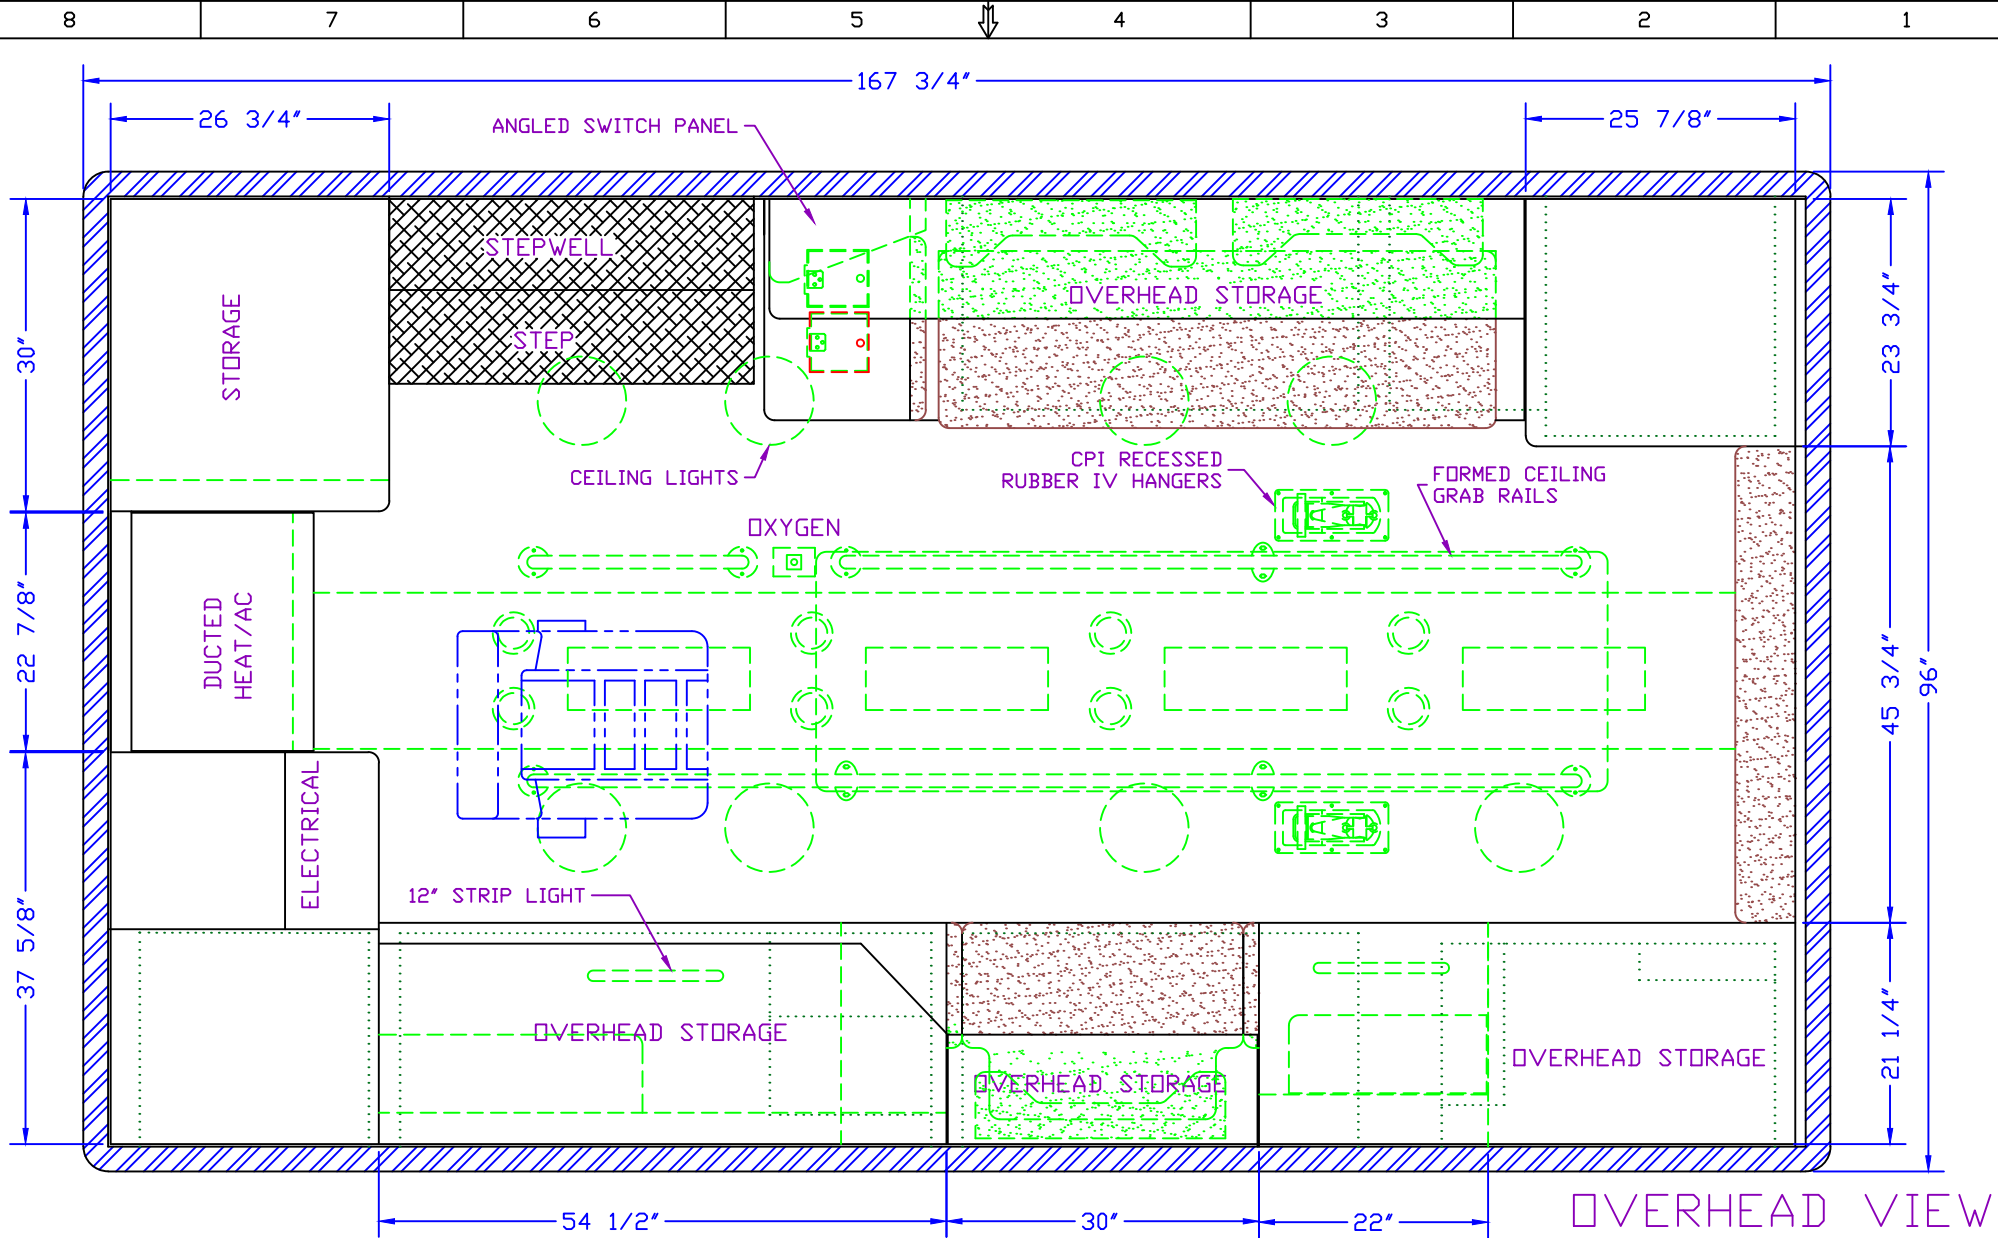 8 7 6 5 4 3 2 1
167 3/4"
26 3/4"
25 7/8"
ANGLED SWITCH PANEL
STEPWELL
STEP
STORAGE
OVERHEAD STORAGE
30"
23 3/4"
CEILING LIGHTS
CPI RECESSED
RUBBER IV HANGERS
FORMED CEILING
GRAB RAILS
OXYGEN
DUCTED
HEAT/AC
22 7/8"
45 3/4"
96"
ELECTRICAL
12" STRIP LIGHT
37 5/8"
OVERHEAD STORAGE
OVERHEAD STORAGE
OVERHEAD STORAGE
21 1/4"
54 1/2"
30"
22"
OVERHEAD VIEW